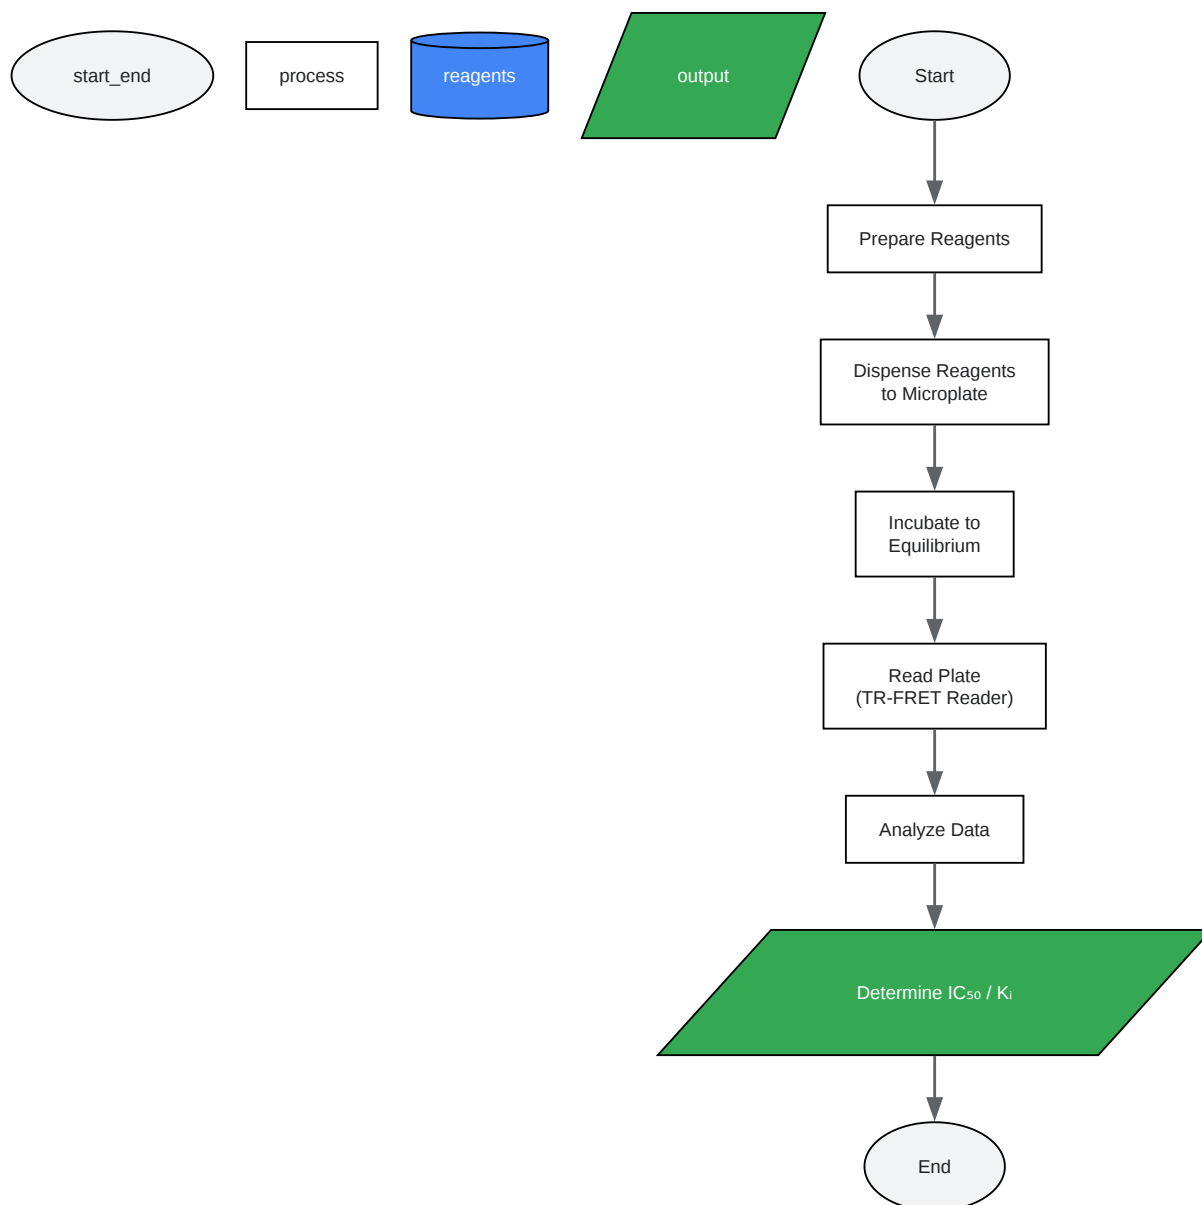 start_end
process
reagents
output
Start
Prepare Reagents
Dispense Reagents
to Microplate
Incubate to
Equilibrium
Read Plate
(TR-FRET Reader)
Analyze Data
Determine IC₅₀ / Kᵢ
End